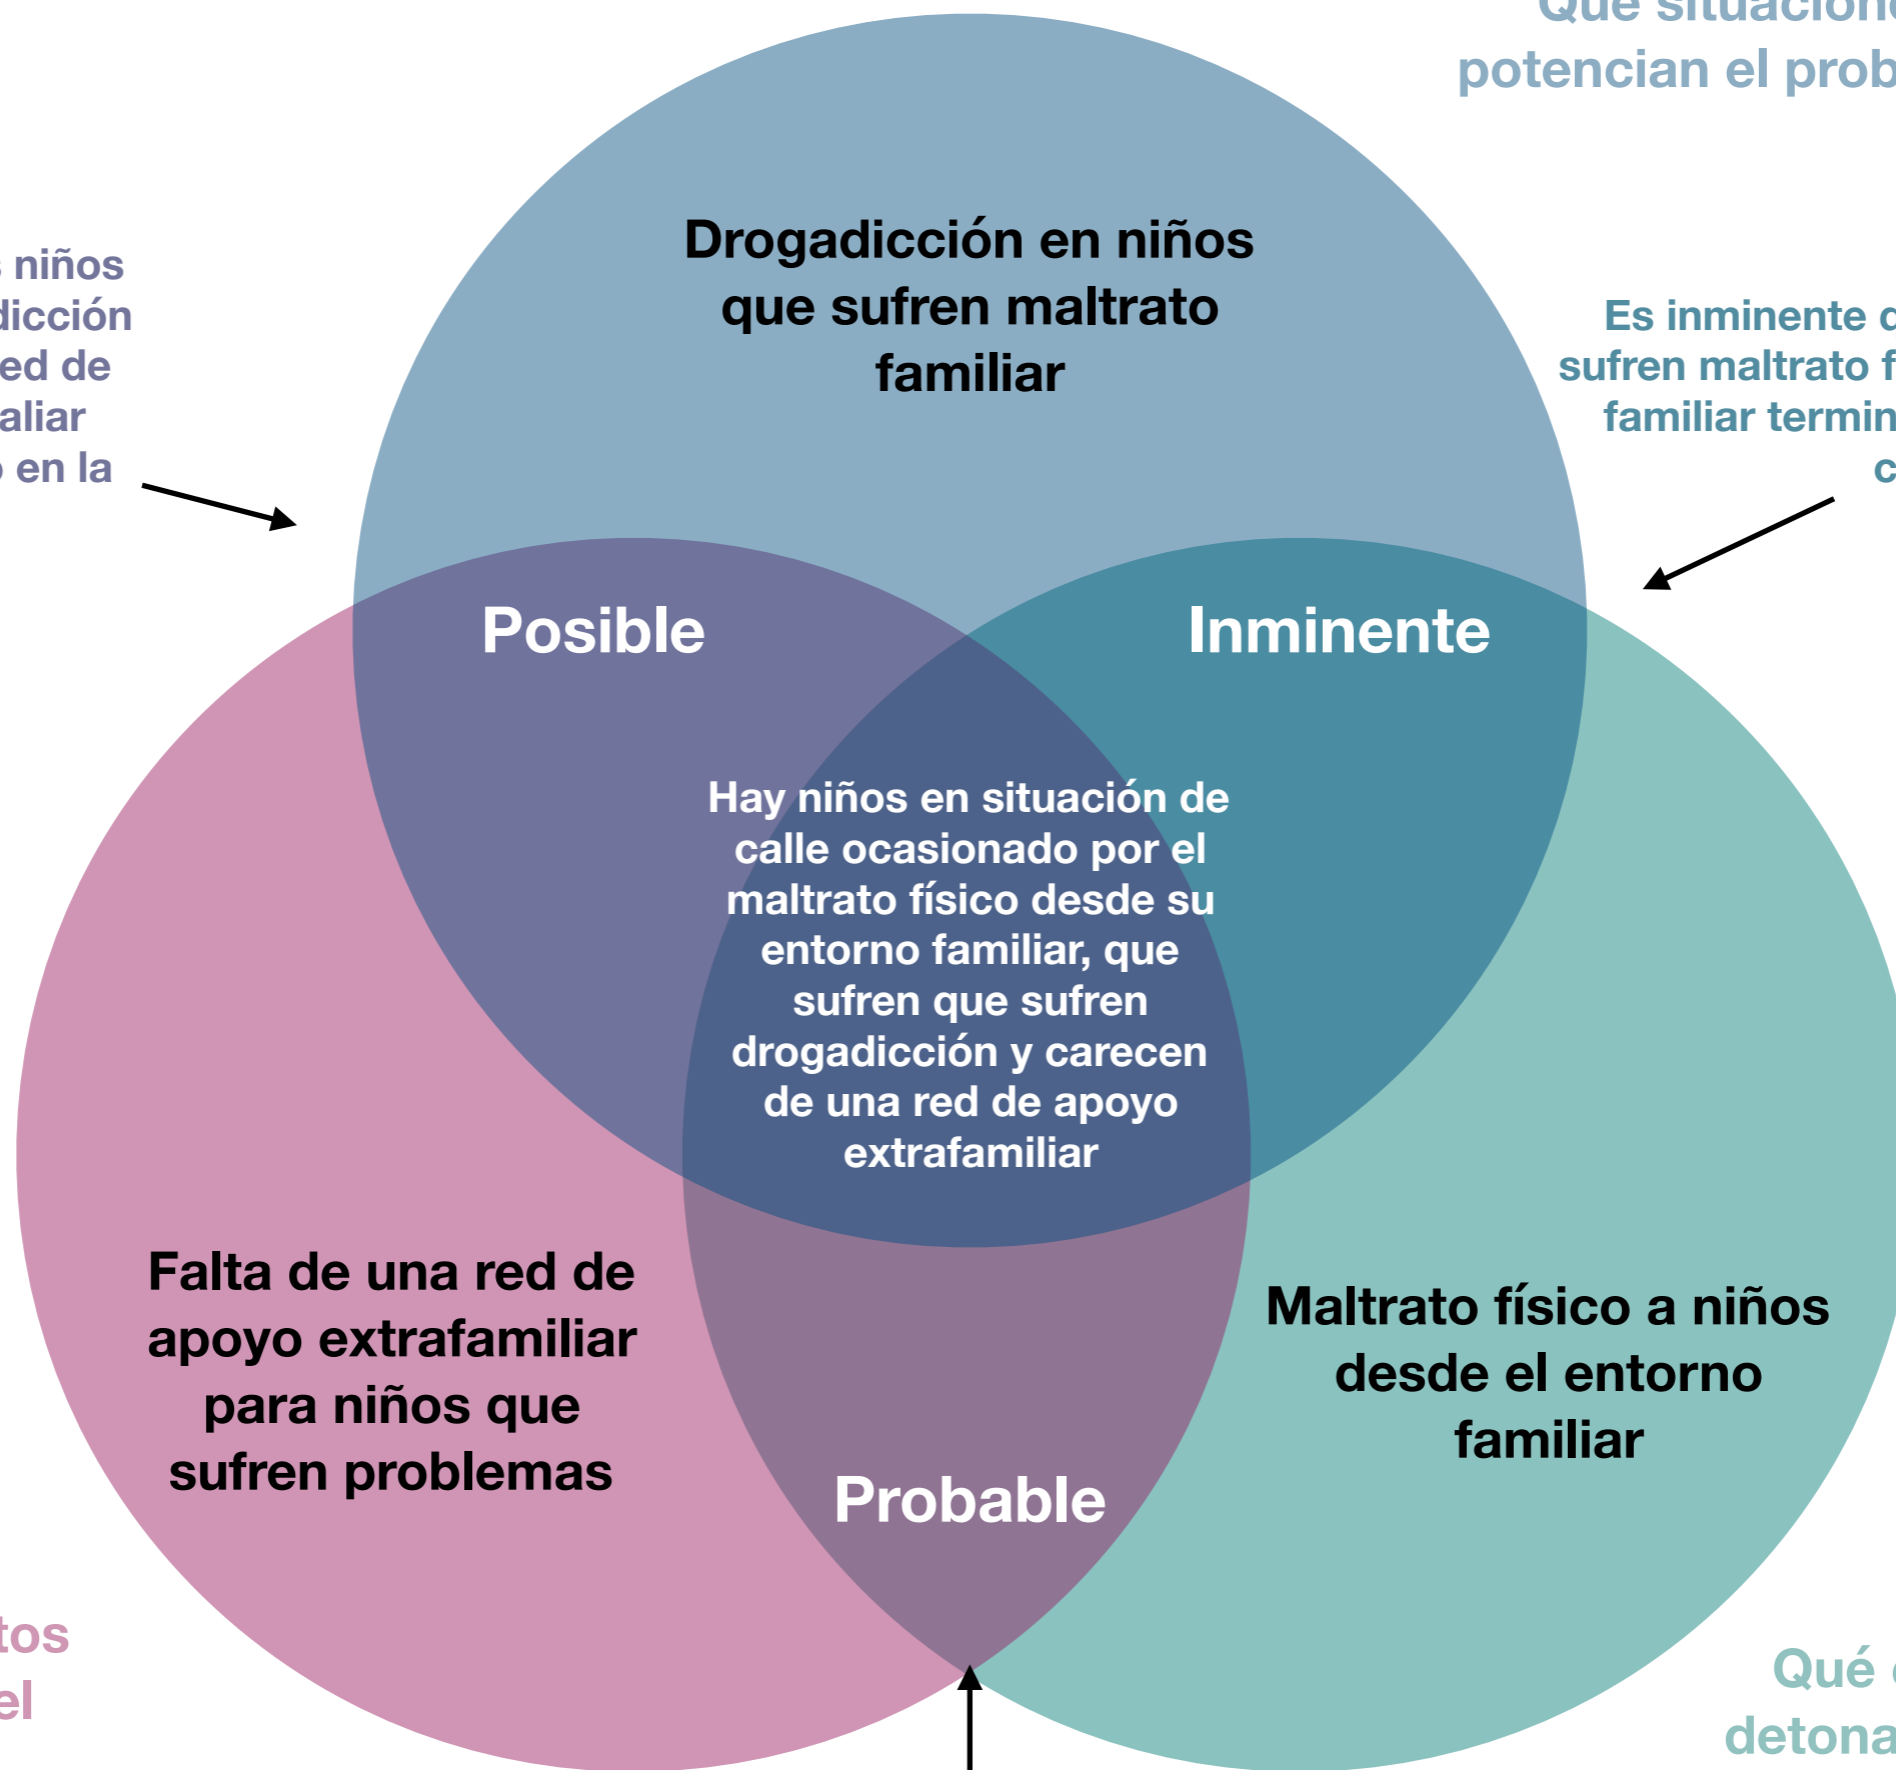 Que situacion
potencian el prob
Drogadicción en niños
que sufren maltrato
familiar
niños
dicción
ed de
aliar
en la
Es inminente
sufren maltrato f
familiar termin
c
Posible
Inminente
Hay niños en situación de
calle ocasionado por el
maltrato físico desde su
entorno familiar, que
sufren que sufren
drogadicción y carecen
de una red de apoyo
extrafamiliar
Falta de una red de
apoyo extrafamiliar
para niños que
sufren problemas
Maltrato físico a niños
desde el entorno
familiar
Probable
tos
el
Qué
detona